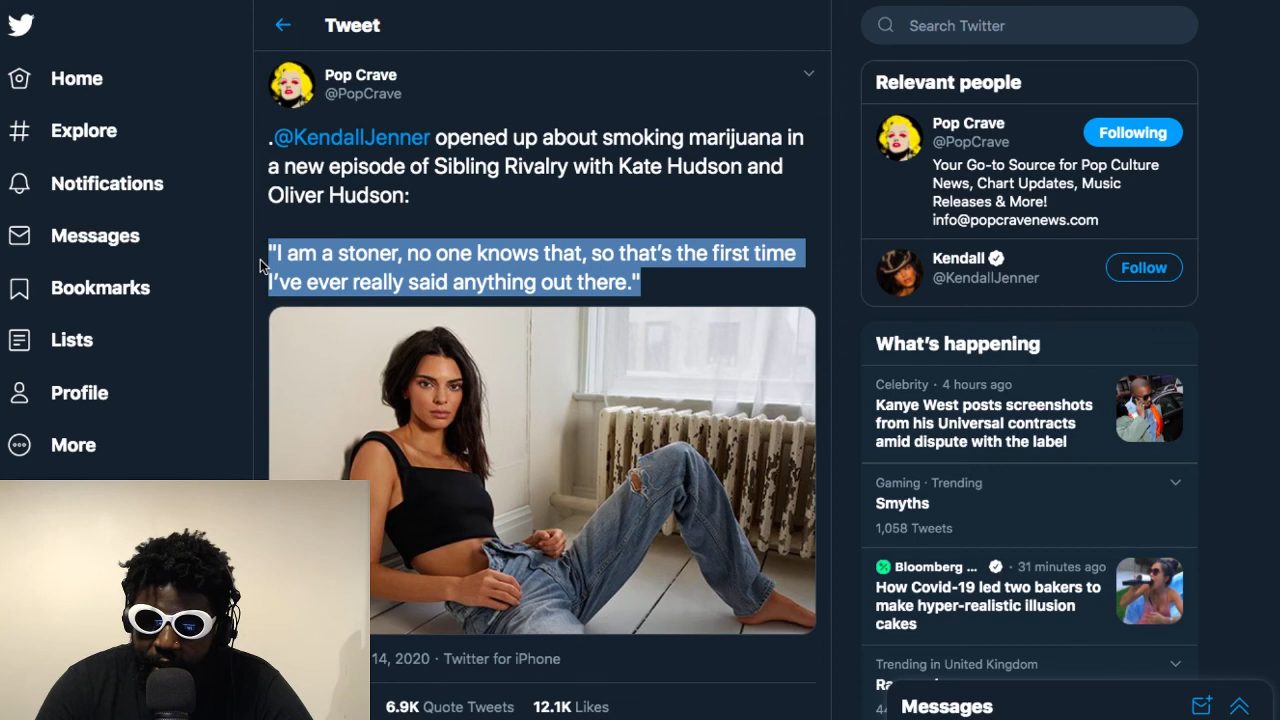 Home
Explore
Notifications
Messages
Bookmarks
Lists
Profile
More
Tweet
Pop Crave
@PopCrave
.@KendallJenner opened up about smoking marijuana in
a new episode of Sibling Rivalry with Kate Hudson and
Oliver Hudson:
"I am a stoner, no one knows that, so that’s the first time
I’ve ever really said anything out there."
14, 2020 · Twitter for iPhone
6.9K Quote Tweets 12.1K Likes
Search Twitter
Relevant people
Pop Crave
@PopCrave
Following
Your Go-to Source for Pop Culture
News, Chart Updates, Music
Releases & More!
info@popcravenews.com
Kendall
@KendallJenner
Follow
What’s happening
Celebrity · 4 hours ago
Kanye West posts screenshots
from his Universal contracts
amid dispute with the label
Gaming · Trending
Smyths
1,058 Tweets
Bloomberg ... · 31 minutes ago
How Covid-19 led two bakers to
make hyper-realistic illusion
cakes
Trending in United Kingdom
Messages